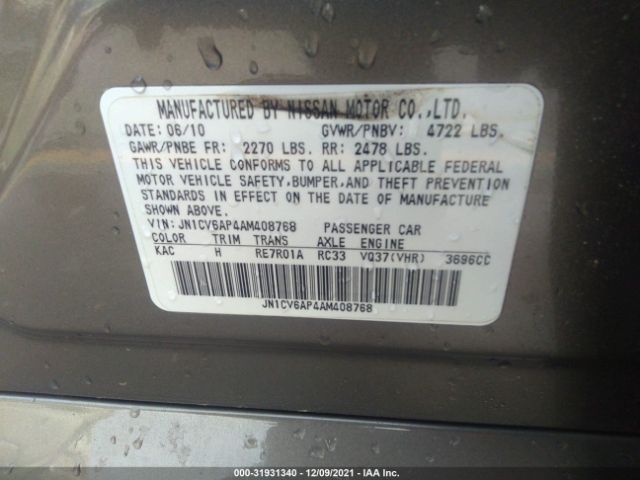 MANUFACTURED BY NISSAN MOTOR CO.,LTD.
DATE: 06/10 GVWR/PNBV: 4722 LBS.
GAWR/PNBE FR: 2270 LBS. RR: 2478 LBS.
THIS VEHICLE CONFORMS TO ALL APPLICABLE FEDERAL
MOTOR VEHICLE SAFETY,BUMPER,AND THEFT PREVENTION
STANDARDS IN EFFECT ON THE DATE OF MANUFACTURE
SHOWN ABOVE.
VIN: JN1CV6AP4AM408768 PASSENGER CAR
COLOR TRIM TRANS AXLE ENGINE
KAC H RE7R01A RC33 VQ37(VHR) 3696CC
JN1CV6AP4AM408768
000-31931340 - 12/09/2021 - IAA Inc.